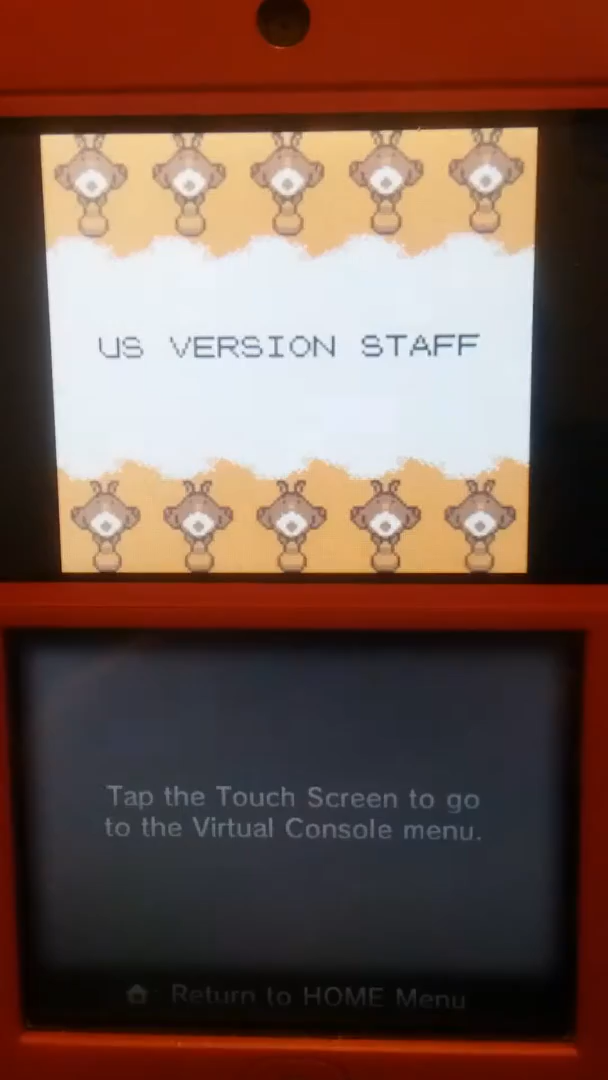 US VERSION STAFF
Tap the Touch Screen to go
to the Virtual Console menu.
Return to HOME Menu